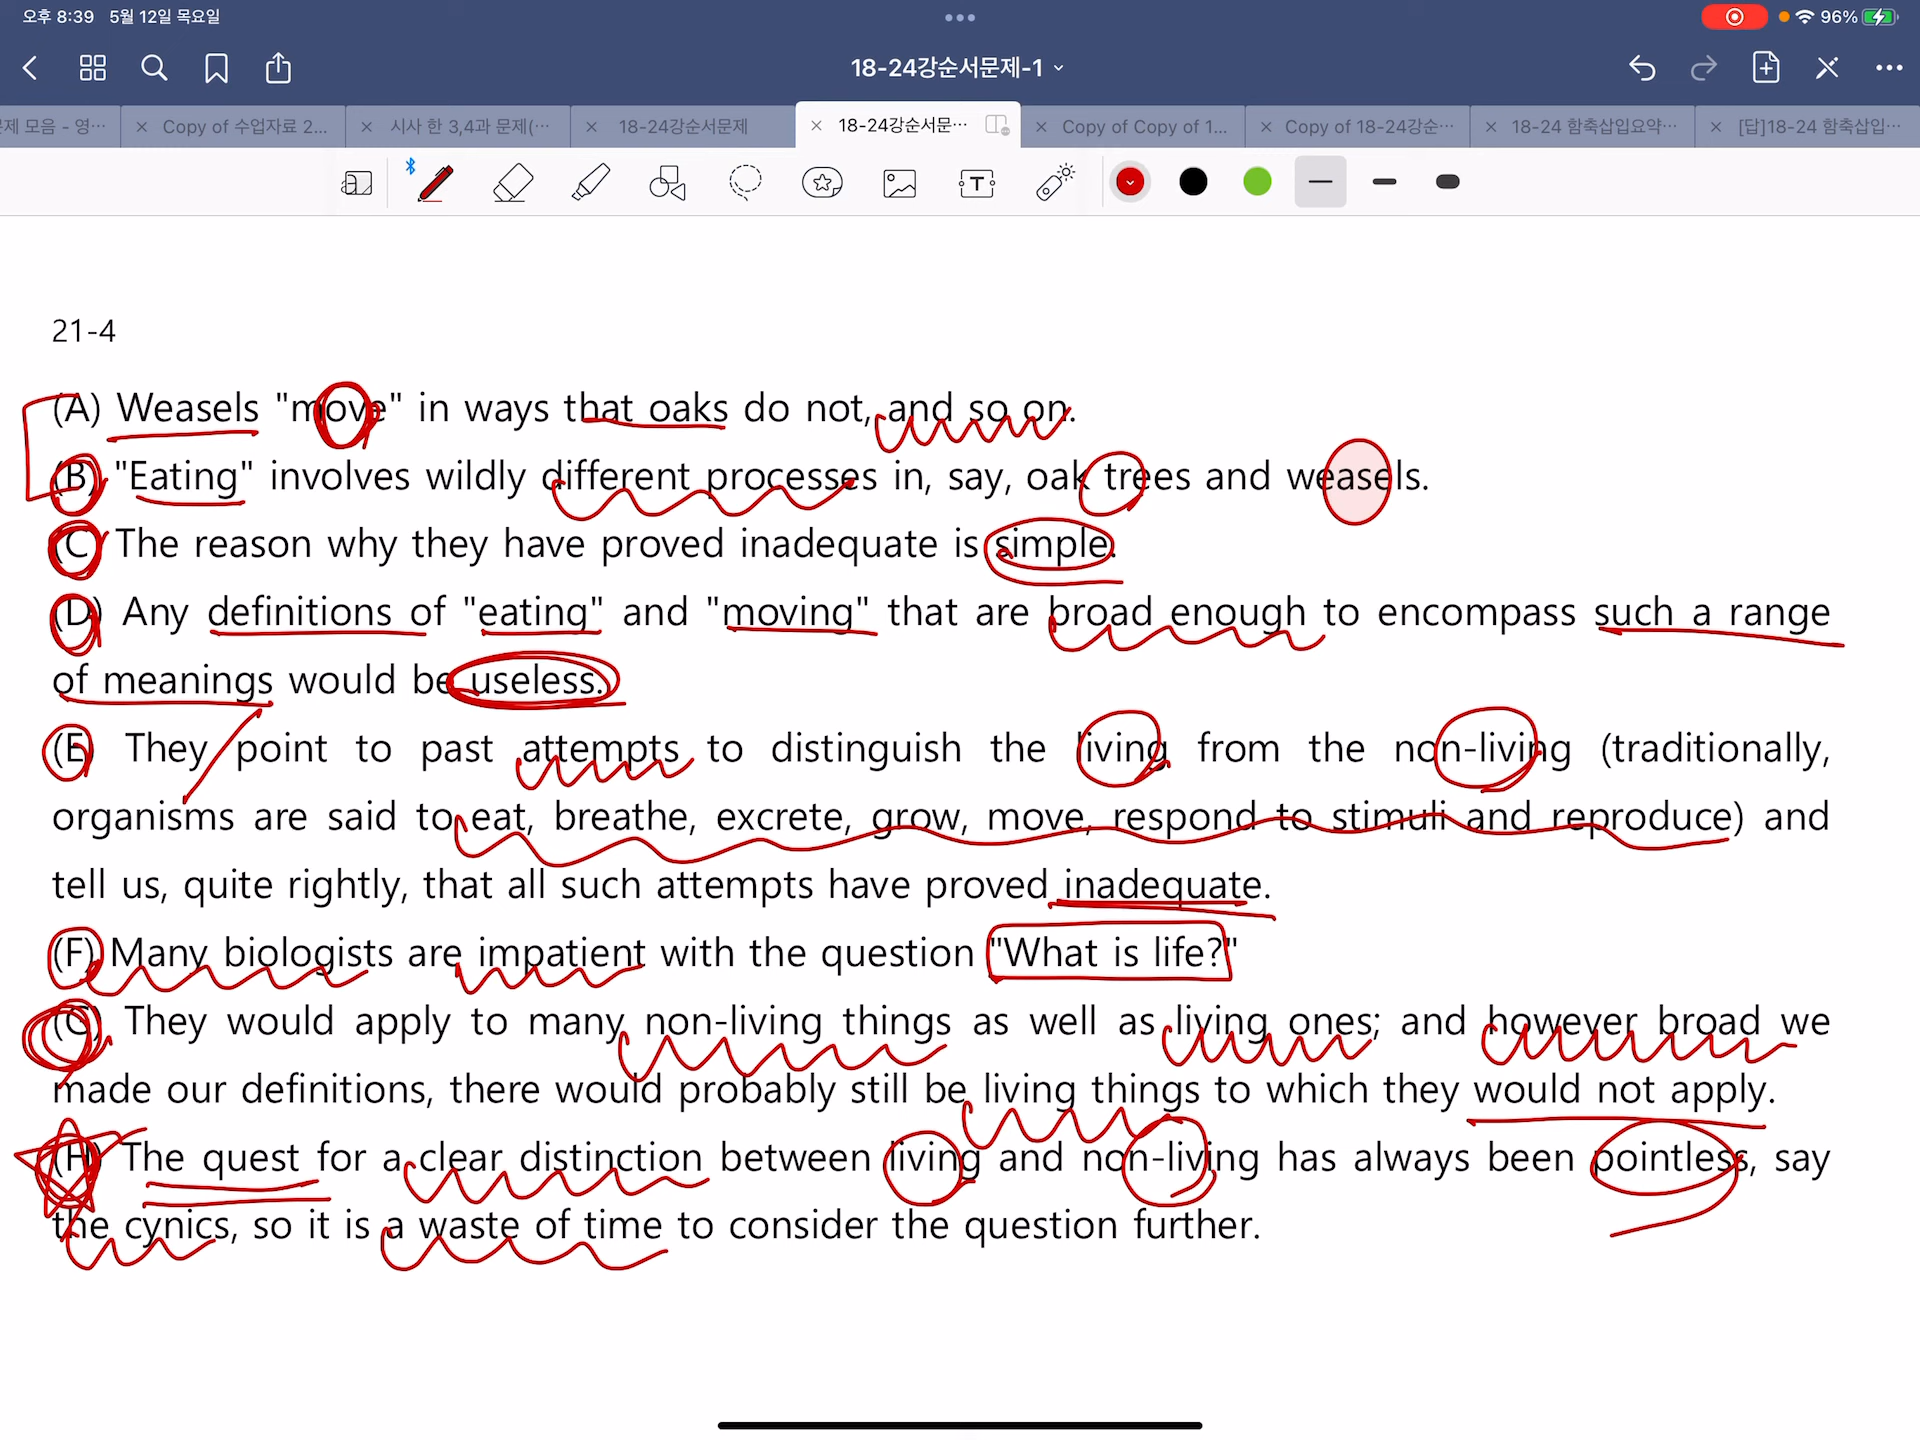 오후 8:39 5월 12일 목요일
96%
18-24강순서문제-1
제 모음 - 영…
Copy of 수업자료 2...
시사 한 3,4과 문제(…
18-24강순서문제
18-24강순서문…
Copy of Copy of 1...
Copy of 18-24강순…
18-24 함축삽입요약…
[답]18-24 함축삽입…
21-4
(A) Weasels "move" in ways that oaks do not, and so on.
(B) "Eating" involves wildly different processes in, say, oak trees and weasels.
(C) The reason why they have proved inadequate is simple.
(D) Any definitions of "eating" and "moving" that are broad enough to encompass such a range
of meanings would be useless.
(E) They point to past attempts to distinguish the living from the non-living (traditionally,
organisms are said to eat, breathe, excrete, grow, move, respond to stimuli and reproduce) and
tell us, quite rightly, that all such attempts have proved inadequate.
(F) Many biologists are impatient with the question "What is life?"
(G) They would apply to many non-living things as well as living ones; and however broad we
made our definitions, there would probably still be living things to which they would not apply.
(H) The quest for a clear distinction between living and non-living has always been pointless, say
the cynics, so it is a waste of time to consider the question further.